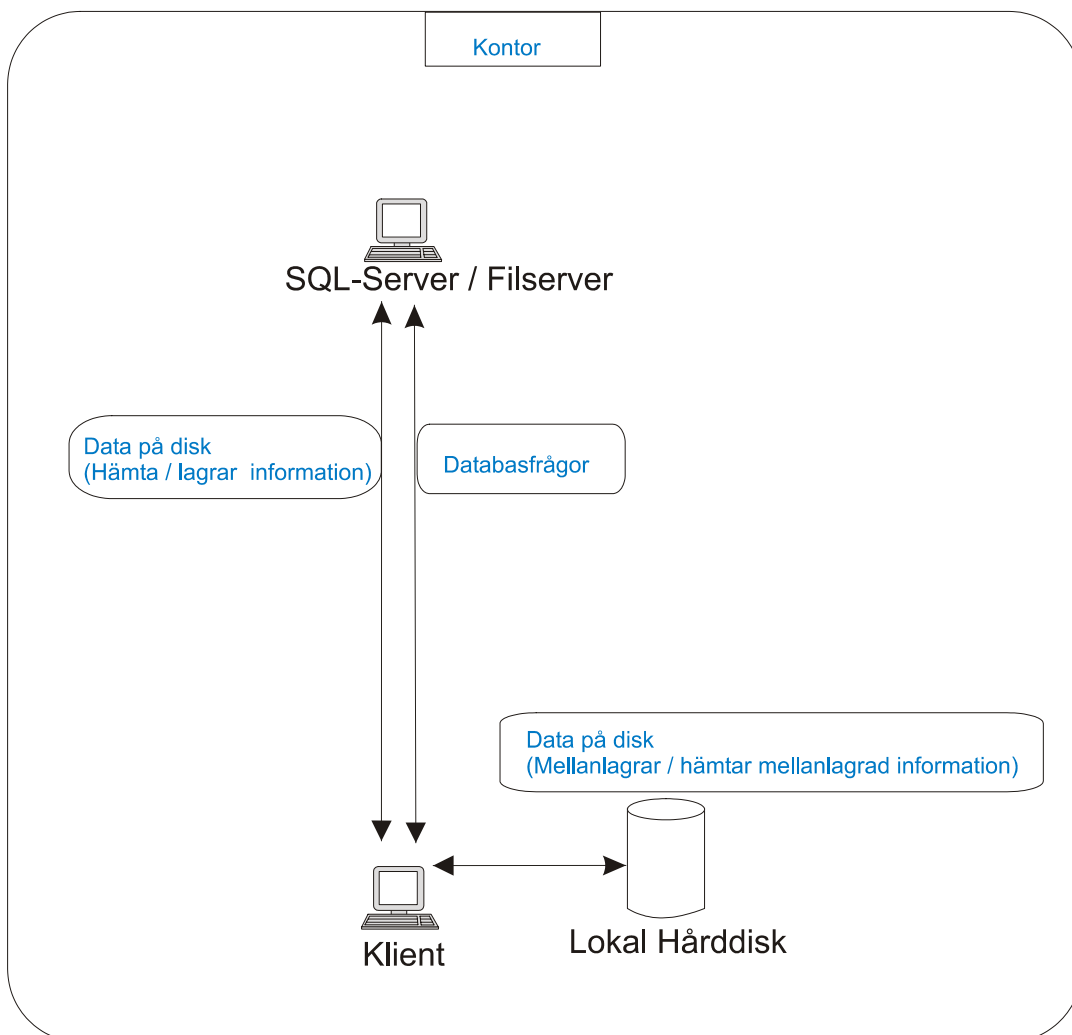 Kontor
SQL-Server / Filserver
Data på disk
(Hämta / lagrar information)
Databasfrågor
Data på disk
(Mellanlagrar / hämtar mellanlagrad information)
Klient
Lokal Hårddisk